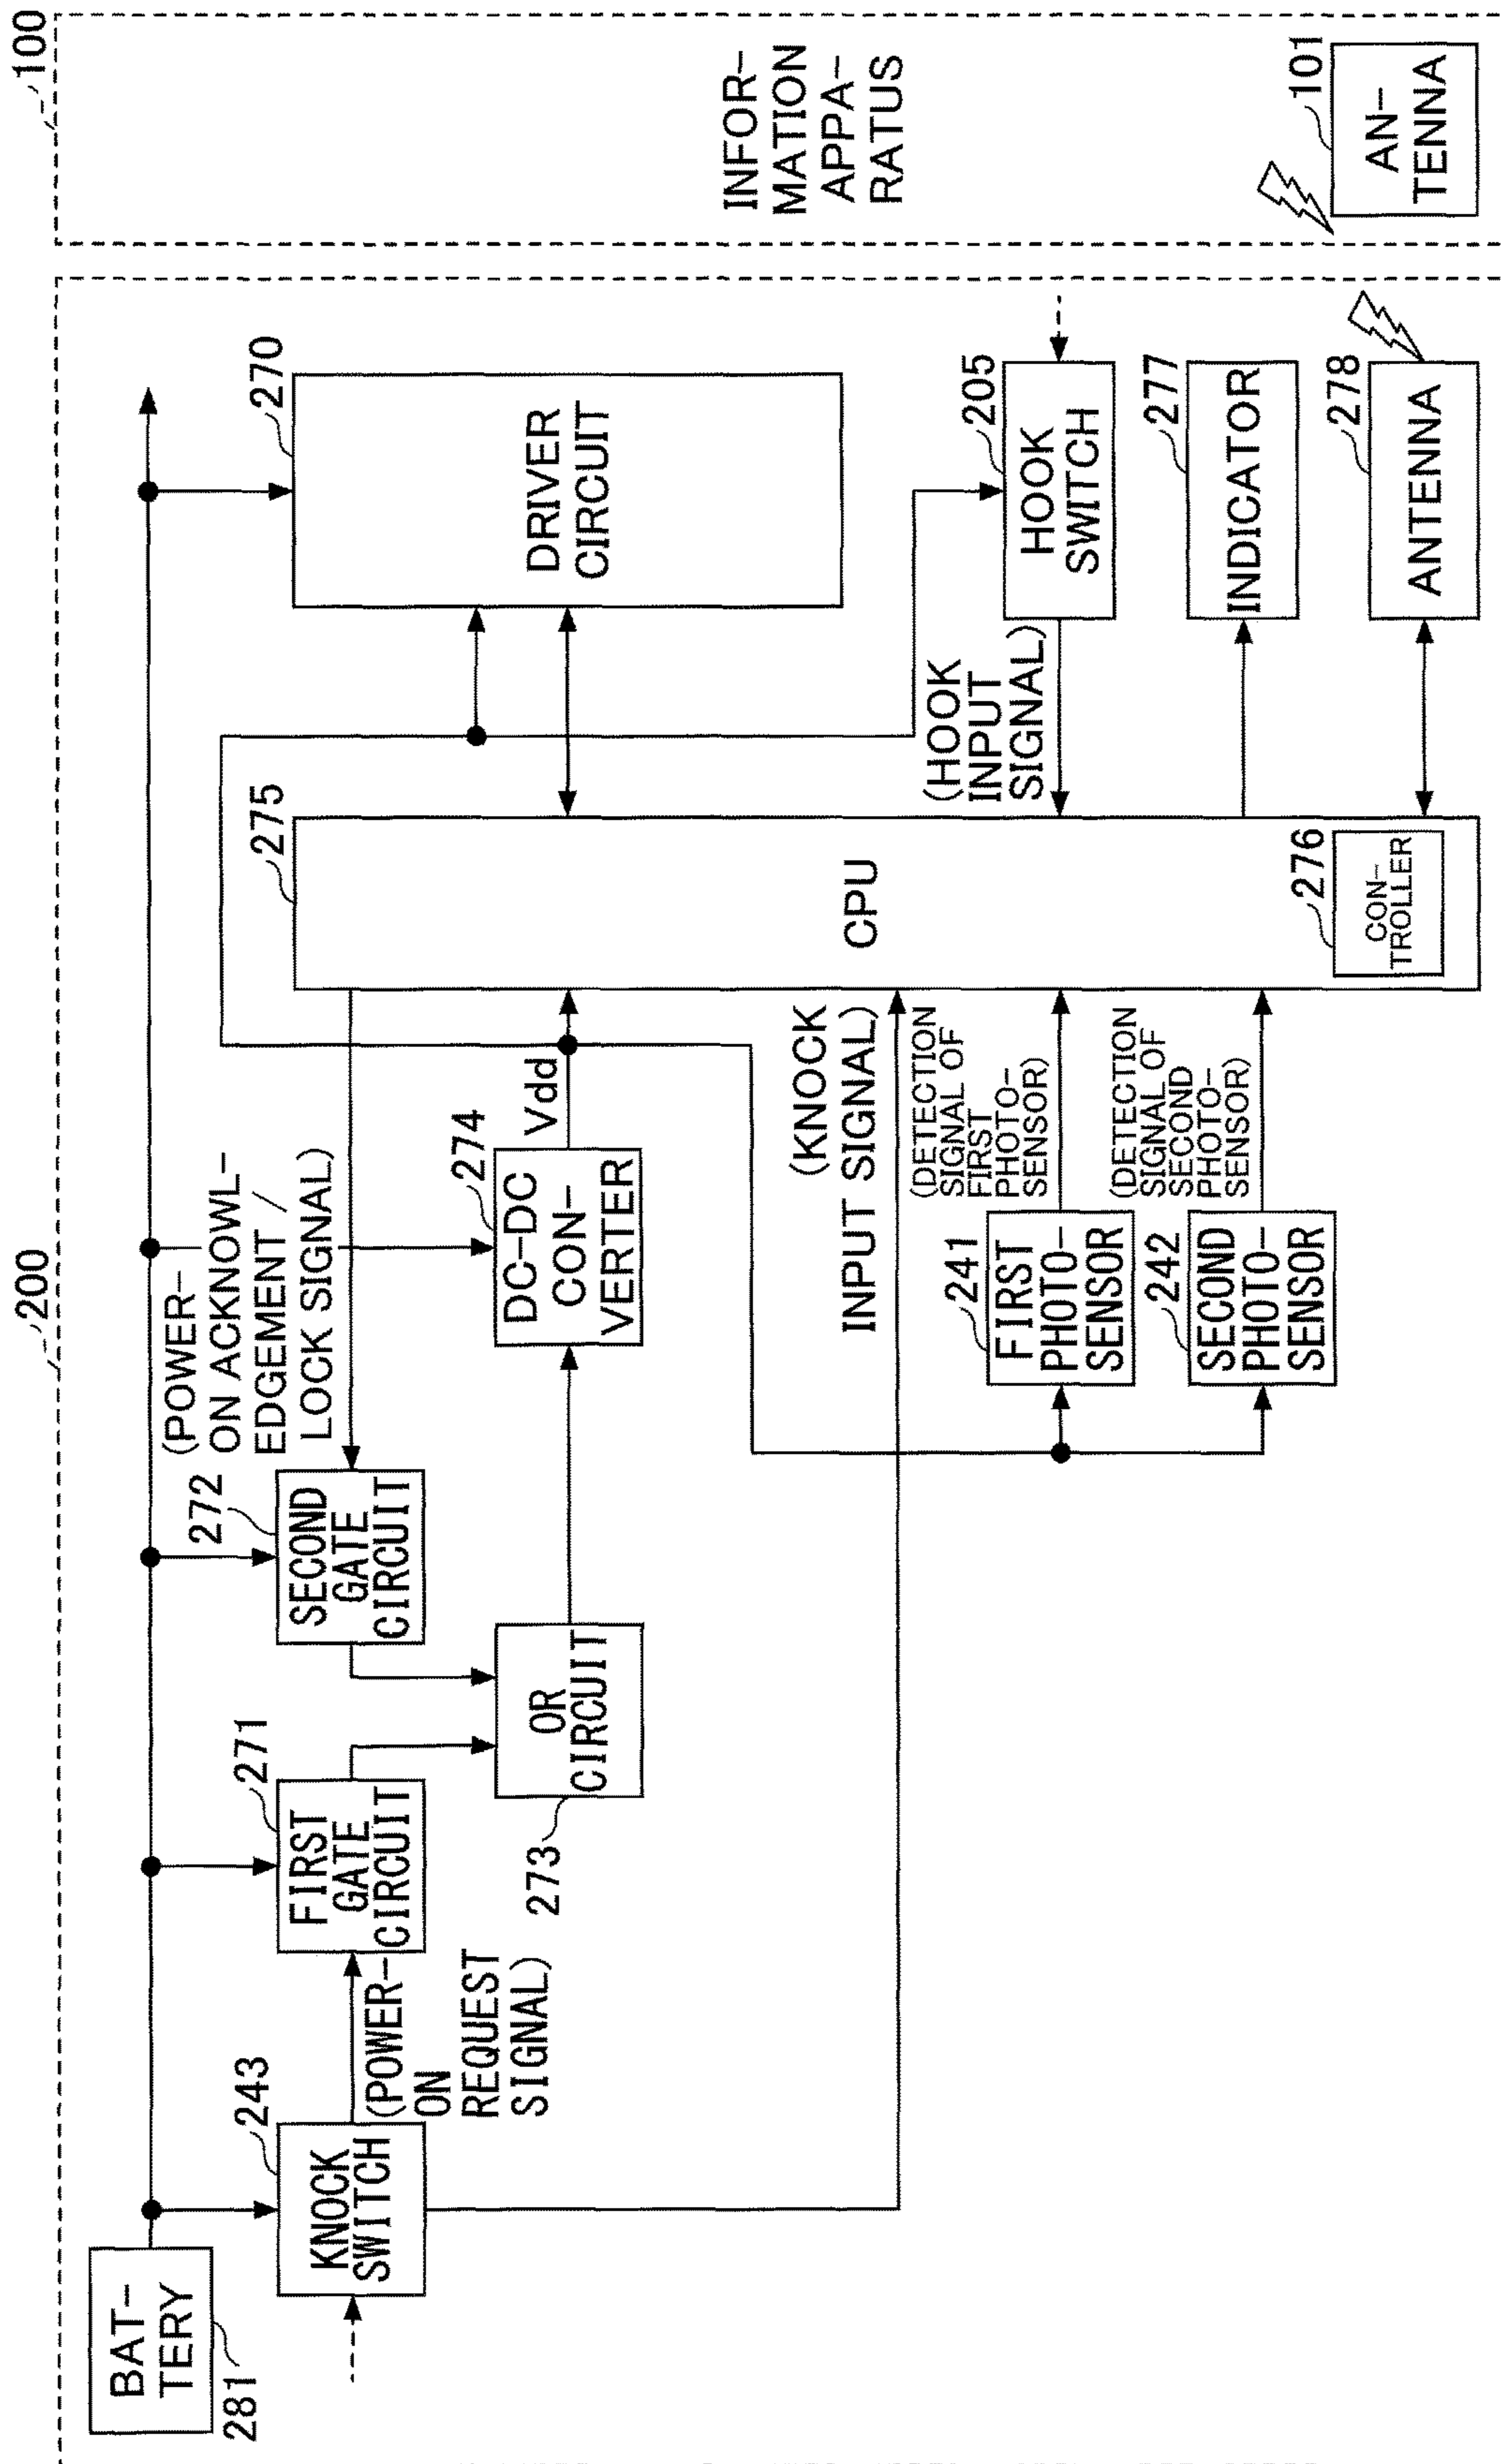 200
100
BAT-
TERY
281
KNOCK
SWITCH
243
(POWER-
ON
REQUEST
SIGNAL)
FIRST
GATE
CIRCUIT
271
SECOND
GATE
CIRCUIT
272
(POWER-
ON ACKNOWL-
EDGEMENT /
LOCK SIGNAL)
OR
CIRCUIT
273
DC-DC
CON-
VERTER
274
Vdd
(KNOCK
INPUT SIGNAL)
FIRST
PHOTO-
SENSOR
241
(DETECTION
SIGNAL OF
FIRST
PHOTO-
SENSOR)
SECOND
PHOTO-
SENSOR
242
(DETECTION
SIGNAL OF
SECOND
PHOTO-
SENSOR)
275
CPU
276
CON-
TROLLER
270
DRIVER
CIRCUIT
(HOOK
INPUT
SIGNAL)
205
HOOK
SWITCH
277
INDICATOR
278
ANTENNA
INFOR-
MATION
APPA-
RATUS
101
AN-
TENNA